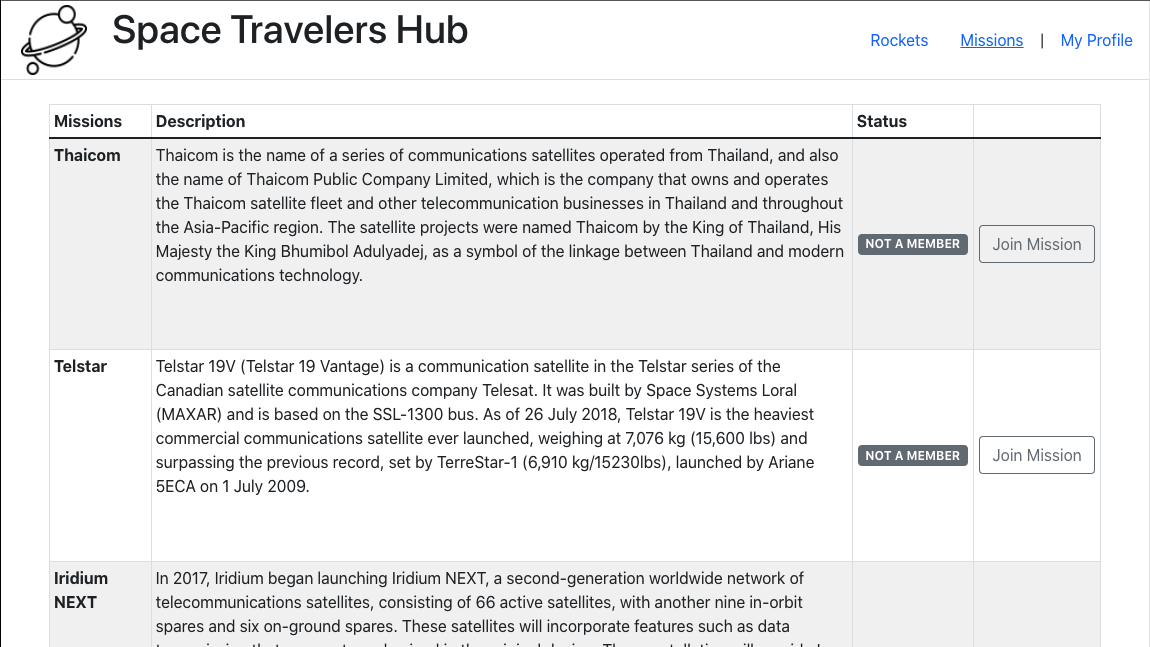 Space Travelers Hub
Rockets Missions | My Profile
Missions Description Status
Thaicom
Thaicom is the name of a series of communications satellites operated from Thailand, and also
the name of Thaicom Public Company Limited, which is the company that owns and operates
the Thaicom satellite fleet and other telecommunication businesses in Thailand and throughout
the Asia-Pacific region. The satellite projects were named Thaicom by the King of Thailand, His
Majesty the King Bhumibol Adulyadej, as a symbol of the linkage between Thailand and modern
communications technology.
NOT A MEMBER
Join Mission
Telstar
Telstar 19V (Telstar 19 Vantage) is a communication satellite in the Telstar series of the
Canadian satellite communications company Telesat. It was built by Space Systems Loral
(MAXAR) and is based on the SSL-1300 bus. As of 26 July 2018, Telstar 19V is the heaviest
commercial communications satellite ever launched, weighing at 7,076 kg (15,600 lbs) and
surpassing the previous record, set by TerreStar-1 (6,910 kg/15230lbs), launched by Ariane
5ECA on 1 July 2009.
NOT A MEMBER
Join Mission
Iridium
NEXT
In 2017, Iridium began launching Iridium NEXT, a second-generation worldwide network of
telecommunications satellites, consisting of 66 active satellites, with another nine in-orbit
spares and six on-ground spares. These satellites will incorporate features such as data